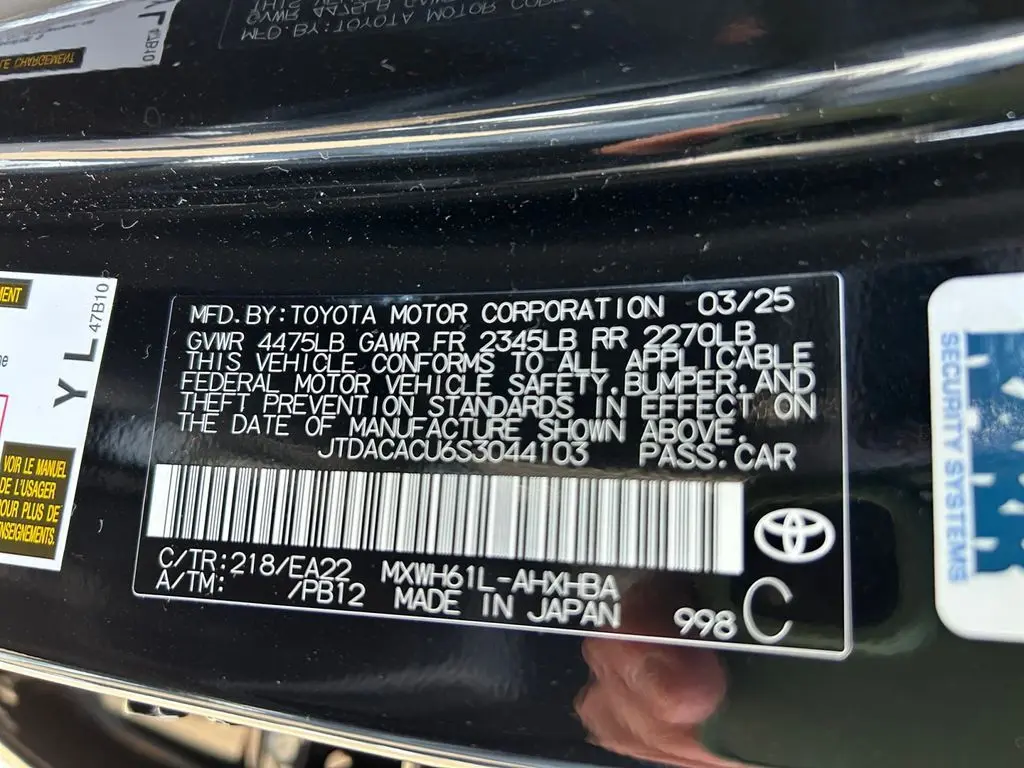 MFD.BY:TOYOTA MOTOR CORPORATION 03/25
GVWR 4475LB GAWR FR 2345LB RR 2270LB
THIS VEHICLE CONFORMS TO ALL APPLICABLE
FEDERAL MOTOR VEHICLE SAFETY,BUMPER,AND
THEFT PREVENTION STANDARDS IN EFFECT ON
THE DATE OF MANUFACTURE SHOWN ABOVE.
JTDACACU6S3044103 PASS.CAR
C/TR:218/EA22 MXWH61L-AHXHBA
A/TM: /PB12 MADE IN JAPAN 998 C
47B10
YL
VOIR LE MANUEL
DE L'USAGER
POUR PLUS DE
SECURITY SYSTEMS